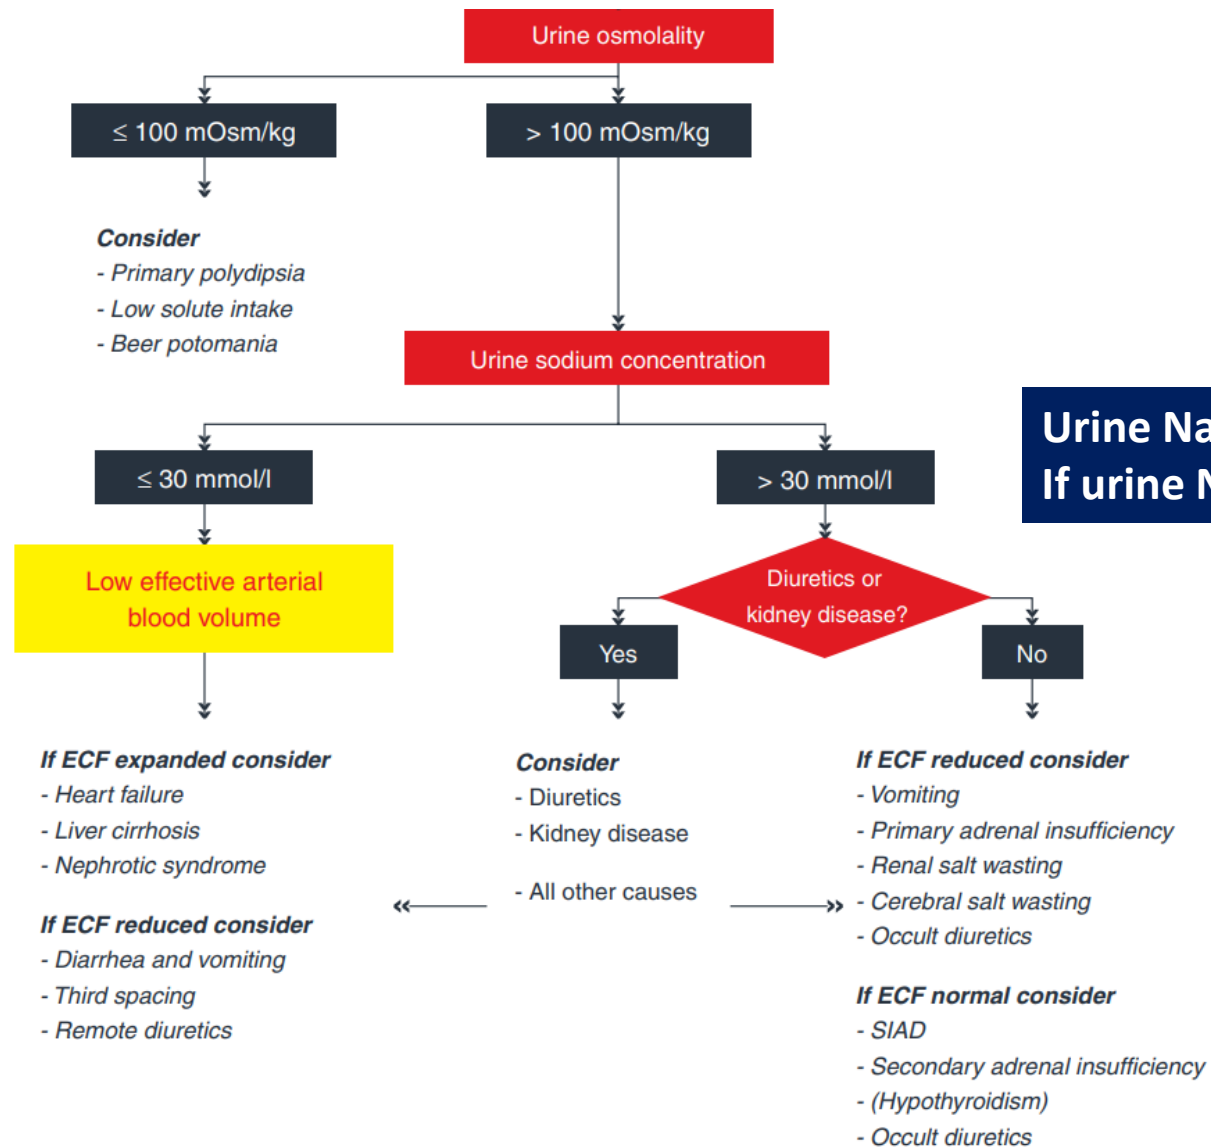 Urine osmolality
≤ 100 mOsm/kg
> 100 mOsm/kg
Consider
- Primary polydipsia
- Low solute intake
- Beer potomania
Urine sodium concentration
Urine Na
If urine N
≤ 30 mmol/l
> 30 mmol/l
Low effective arterial
blood volume
Diuretics or
kidney disease?
Yes
No
If ECF expanded consider
- Heart failure
- Liver cirrhosis
- Nephrotic syndrome
If ECF reduced consider
- Diarrhea and vomiting
- Third spacing
- Remote diuretics
Consider
- Diuretics
- Kidney disease
- All other causes
If ECF reduced consider
- Vomiting
- Primary adrenal insufficiency
- Renal salt wasting
- Cerebral salt wasting
- Occult diuretics
If ECF normal consider
- SIAD
- Secondary adrenal insufficiency
- (Hypothyroidism)
- Occult diuretics